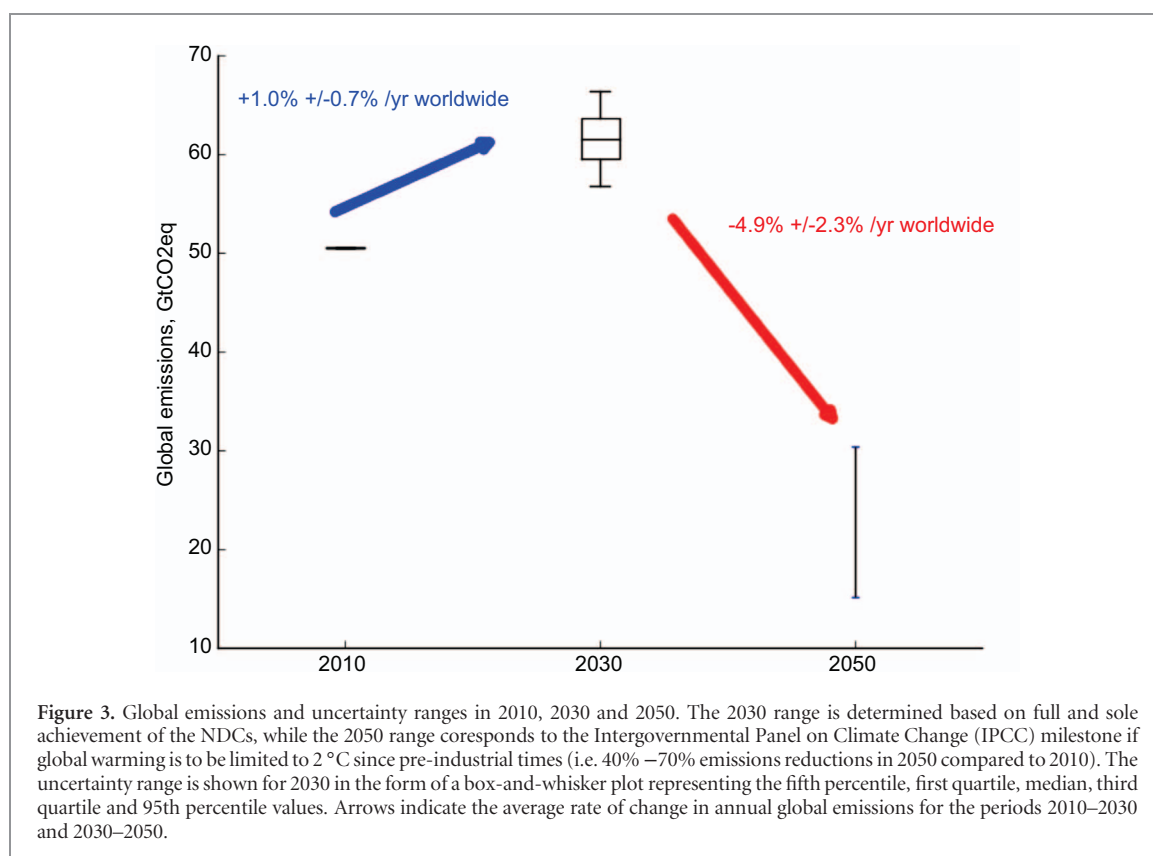 70
+1.0% +/-0.7% /yr worldwide
60
-4.9% +/-2.3% /yr worldwide
50
Global emissions, GtCO2eq
40
30
20
10
2010 2030 2050
Figure 3. Global emissions and uncertainty ranges in 2010, 2030 and 2050. The 2030 range is determined based on full and sole
achievement of the NDCs, while the 2050 range coresponds to the Intergovernmental Panel on Climate Change (IPCC) milestone if
global warming is to be limited to 2 °C since pre-industrial times (i.e. 40% −70% emissions reductions in 2050 compared to 2010). The
uncertainty range is shown for 2030 in the form of a box-and-whisker plot representing the fifth percentile, first quartile, median, third
quartile and 95th percentile values. Arrows indicate the average rate of change in annual global emissions for the periods 2010–2030
and 2030–2050.